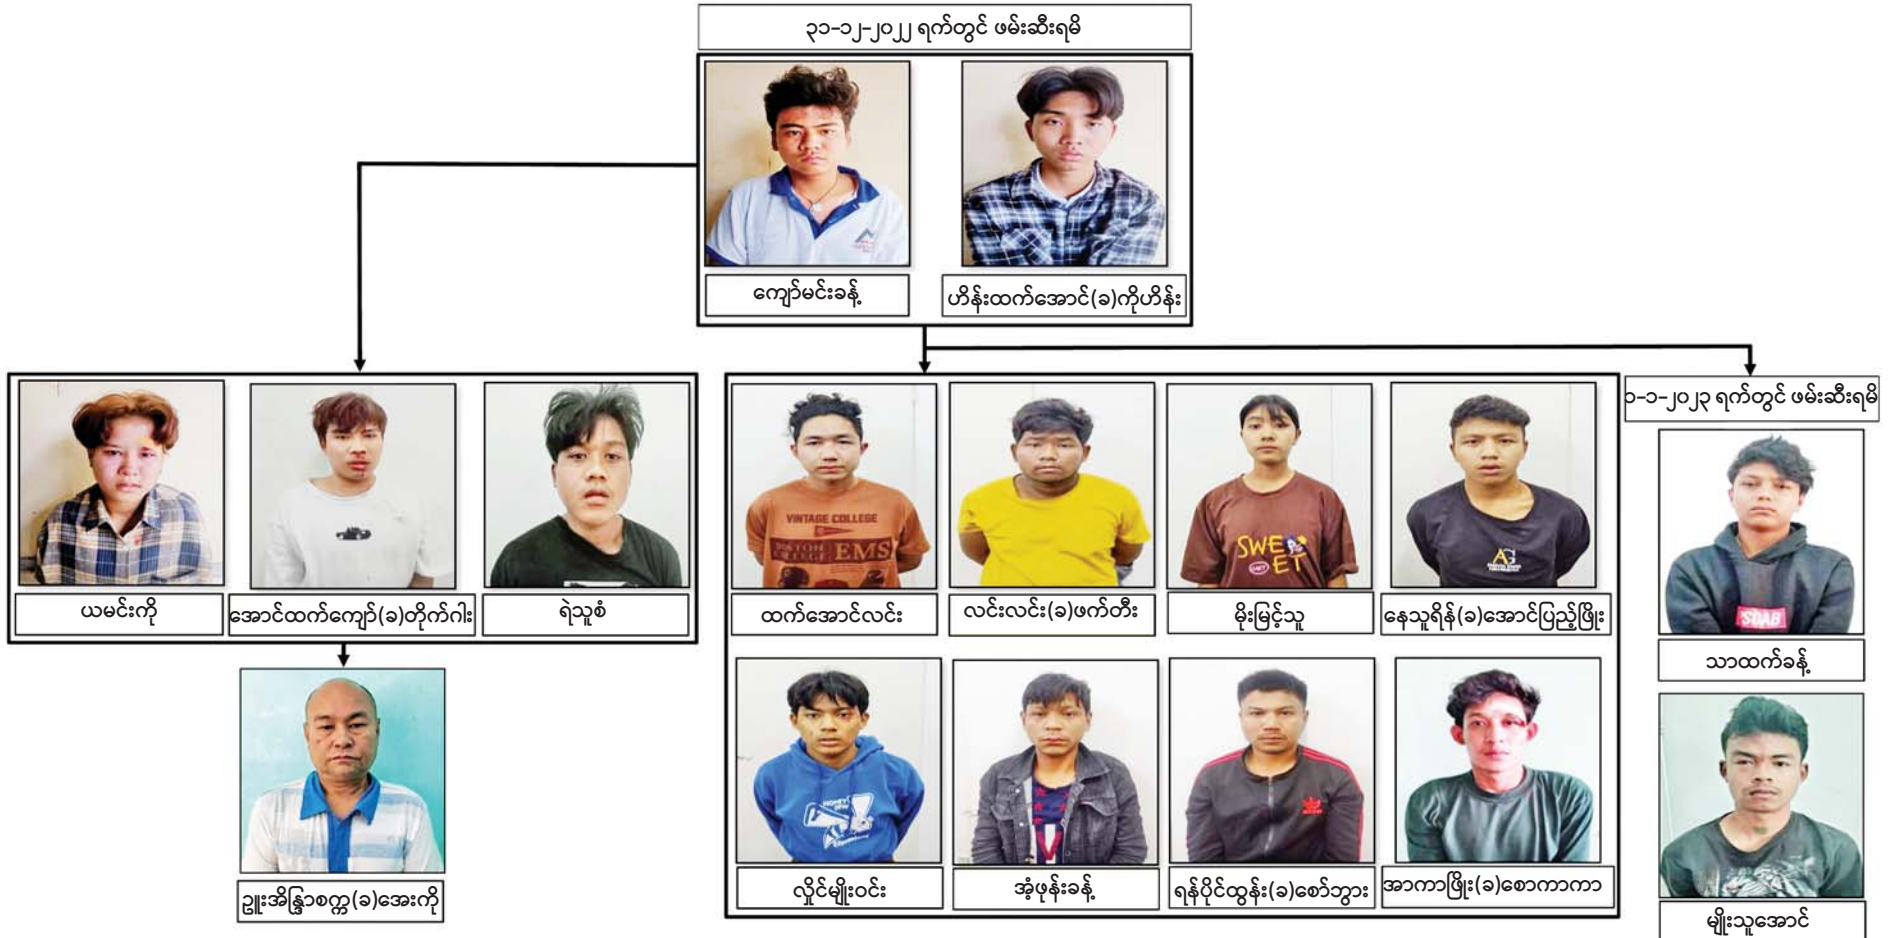 ၃၁-၁၂-၂၀၂၂ ရက်တွင် ဖမ်းဆီးရမိ
ကျော်မင်းခန့်
ဟိန်းထက်အောင်(ခ)ကိုဟိန်း
ယမင်းကို
အောင်ထက်ကျော်(ခ)တိုက်ဂါး
ရဲသူစံ
ဥူးအိန္ဒြာစက္က(ခ)အေးကို
VINTAGE COLLEGE
BOSTON
COLLEGE
EMS
SWE
ET
AG
ထက်အောင်လင်း
လင်းလင်း(ခ)ဖက်တီး
မိုးမြင့်သူ
နေသူရိန်(ခ)အောင်ပြည့်ဖြိုး
လှိုင်မျိုးဝင်း
အံ့ဖုန်းခန့်
ရန်ပိုင်ထွန်း(ခ)စော်ဘွား
အာကာဖြိုး(ခ)စောကာကာ
၁-၁-၂၀၂၃ ရက်တွင် ဖမ်းဆီးရမိ
သာထက်ခန့်
မျိုးသူအောင်